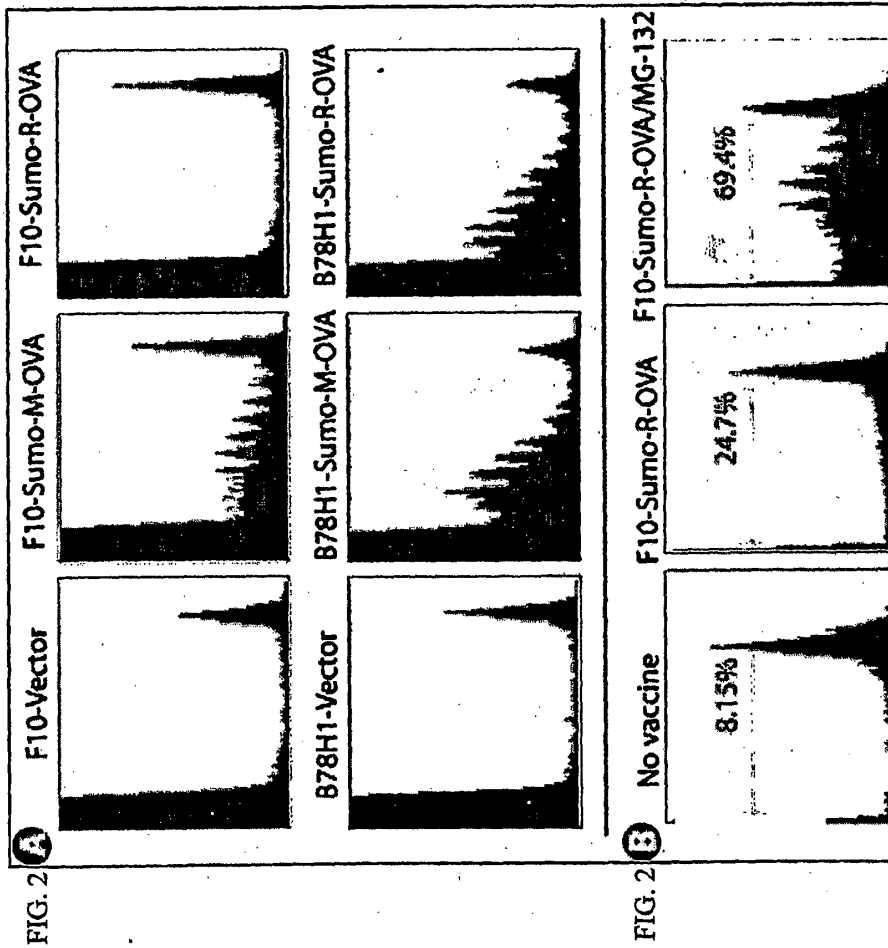 FIG. 2 A
F10-Vector
F10-Sumo-M-OVA
F10-Sumo-R-OVA
B78H1-Vector
B78H1-Sumo-M-OVA
B78H1-Sumo-R-OVA
FIG. 2 B
No vaccine
F10-Sumo-R-OVA
F10-Sumo-R-OVA/MG-132
8.15%
24.7%
69.4%